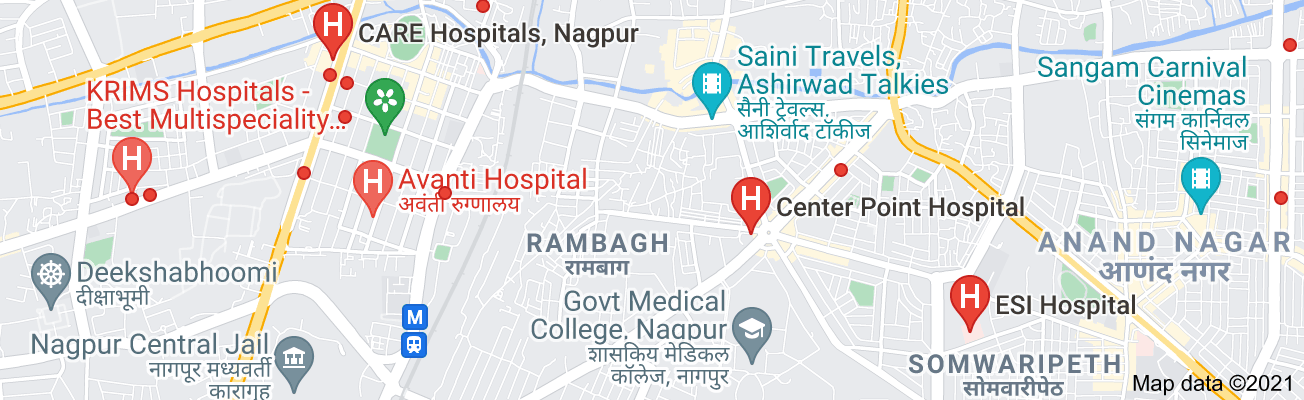 CARE Hospitals, Nagpur
KRIMS Hospitals -
Best Multispeciality...
Saini Travels,
Ashirwad Talkies
सैनी ट्रेवल्स,
आशिर्वाद टॉकीज
Sangam Carnival
Cinemas
संगम कार्निवल
सिनेमाज
Avanti Hospital
अवंती रुग्णालय
Center Point Hospital
RAMBAGH
रामबाग
ANAND NAGAR
आणंद नगर
Deekshabhoomi
दीक्षाभूमी
Govt Medical
College, Nagpur
शासकिय मेडिकल
कॉलेज, नागपुर
ESI Hospital
M
Nagpur Central Jail
नागपूर मध्यवर्ती
कारागृह
SOMWARIPETH
सोमवारीपेठ
Map data ©2021